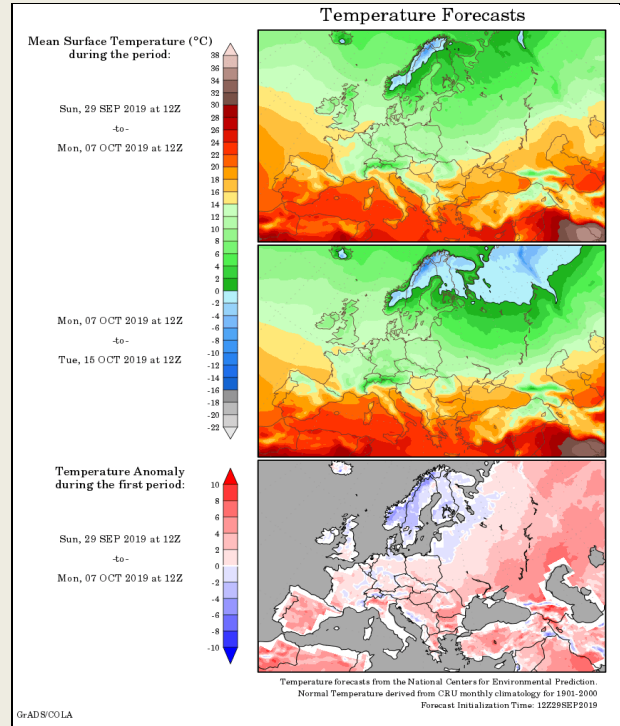 Temperature Forecasts
Mean Surface Temperature (°C)
during the period:
Sun, 29 SEP 2019 at 12Z
-to-
Mon, 07 OCT 2019 at 12Z
38
36
34
32
30
28
26
24
22
20
18
16
14
12
10
8
6
4
2
0
-2
-4
-6
-8
-10
-12
-14
-16
-18
-20
-22
Mon, 07 OCT 2019 at 12Z
-to-
Tue, 15 OCT 2019 at 12Z
Temperature Anomaly
during the first period:
Sun, 29 SEP 2019 at 12Z
-to-
Mon, 07 OCT 2019 at 12Z
10
8
6
4
2
0
-2
-4
-6
-8
-10
Temperature forecasts from the National Centers for Environmental Prediction.
Normal Temperature derived from CRU monthly climatology for 1901-2000
Forecast Initialization Time: 12Z29SEP2019
GrADS/COLA